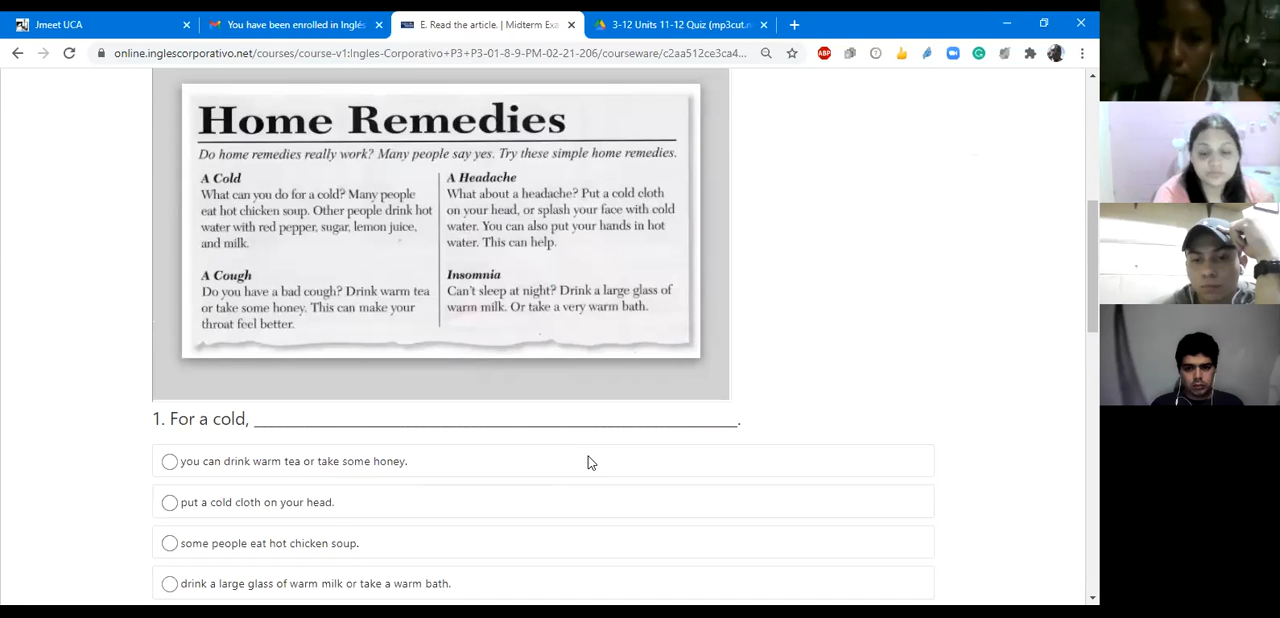 Jmeet UCA
You have been enrolled in Inglés
E. Read the article. | Midterm Exa
3-12 Units 11-12 Quiz (mp3cut.n
online.inglescorporativo.net/courses/course-v1:Ingles-Corporativo+P3+P3-01-8-9-PM-02-21-206/courseware/c2aa512ce3ca4...
ABP
Home Remedies
Do home remedies really work? Many people say yes. Try these simple home remedies.
A Cold
What can you do for a cold? Many people
eat hot chicken soup. Other people drink hot
water with red pepper, sugar, lemon juice,
and milk.
A Cough
Do you have a bad cough? Drink warm tea
or take some honey. This can make your
throat feel better.
A Headache
What about a headache? Put a cold cloth
on your head, or splash your face with cold
water. You can also put your hands in hot
water. This can help.
Insomnia
Can't sleep at night? Drink a large glass of
warm milk. Or take a very warm bath.
1. For a cold, ______________________________.
you can drink warm tea or take some honey.
put a cold cloth on your head.
some people eat hot chicken soup.
drink a large glass of warm milk or take a warm bath.